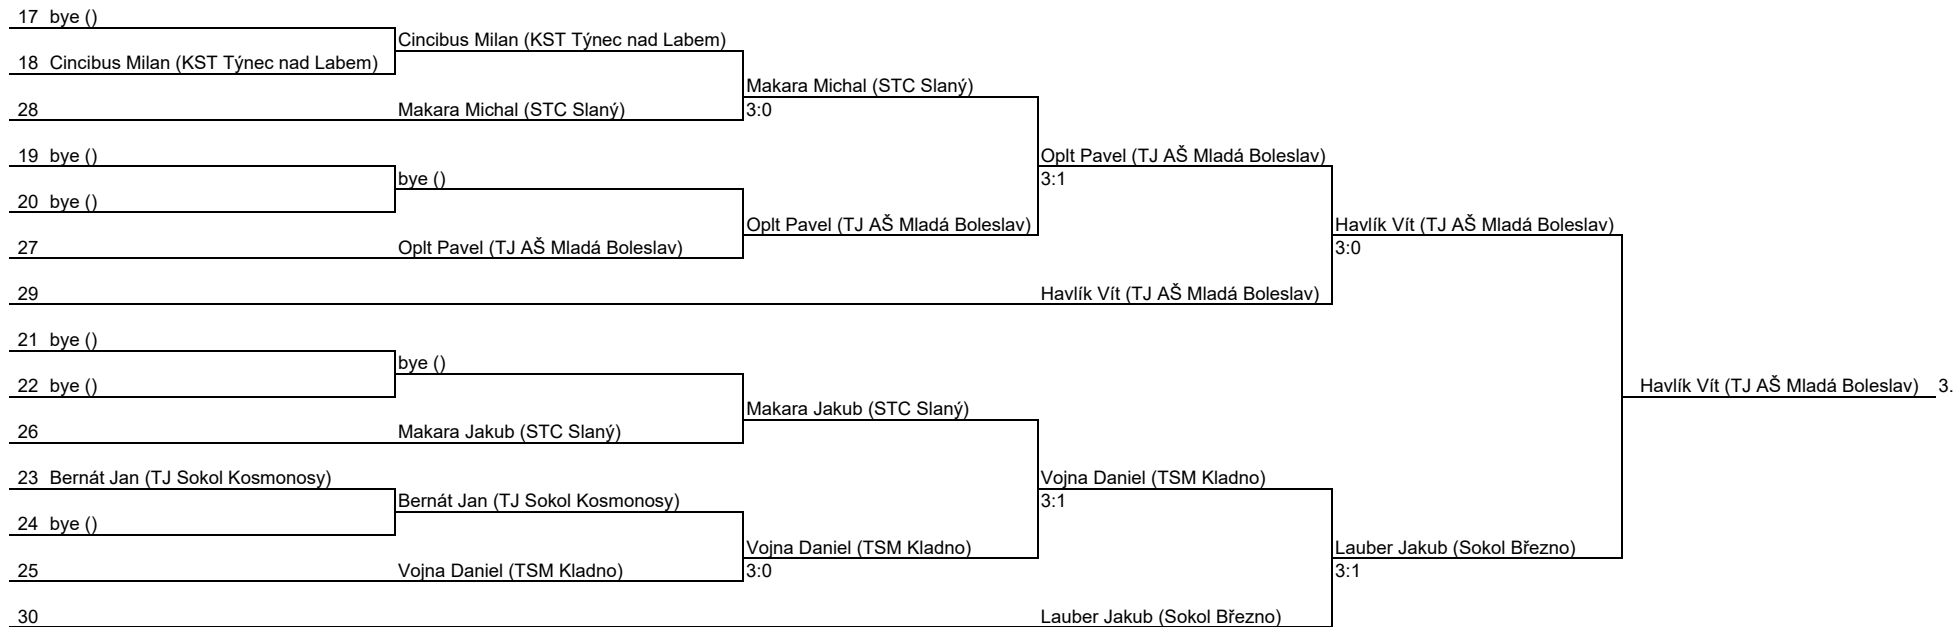 17 bye ()
Cincibus Milan (KST Týnec nad Labem)
18 Cincibus Milan (KST Týnec nad Labem)
Makara Michal (STC Slaný)
28 Makara Michal (STC Slaný) 3:0
19 bye () Oplt Pavel (TJ AŠ Mladá Boleslav)
bye () 3:1
20 bye ()
Oplt Pavel (TJ AŠ Mladá Boleslav) Havlík Vít (TJ AŠ Mladá Boleslav)
27 Oplt Pavel (TJ AŠ Mladá Boleslav) 3:0
29 Havlík Vít (TJ AŠ Mladá Boleslav)
21 bye ()
bye ()
22 bye () Havlík Vít (TJ AŠ Mladá Boleslav) 3.
Makara Jakub (STC Slaný)
26 Makara Jakub (STC Slaný)
23 Bernát Jan (TJ Sokol Kosmonosy) Vojna Daniel (TSM Kladno)
Bernát Jan (TJ Sokol Kosmonosy) 3:1
24 bye ()
Vojna Daniel (TSM Kladno) Lauber Jakub (Sokol Březno)
25 Vojna Daniel (TSM Kladno) 3:0 3:1
30 Lauber Jakub (Sokol Březno)